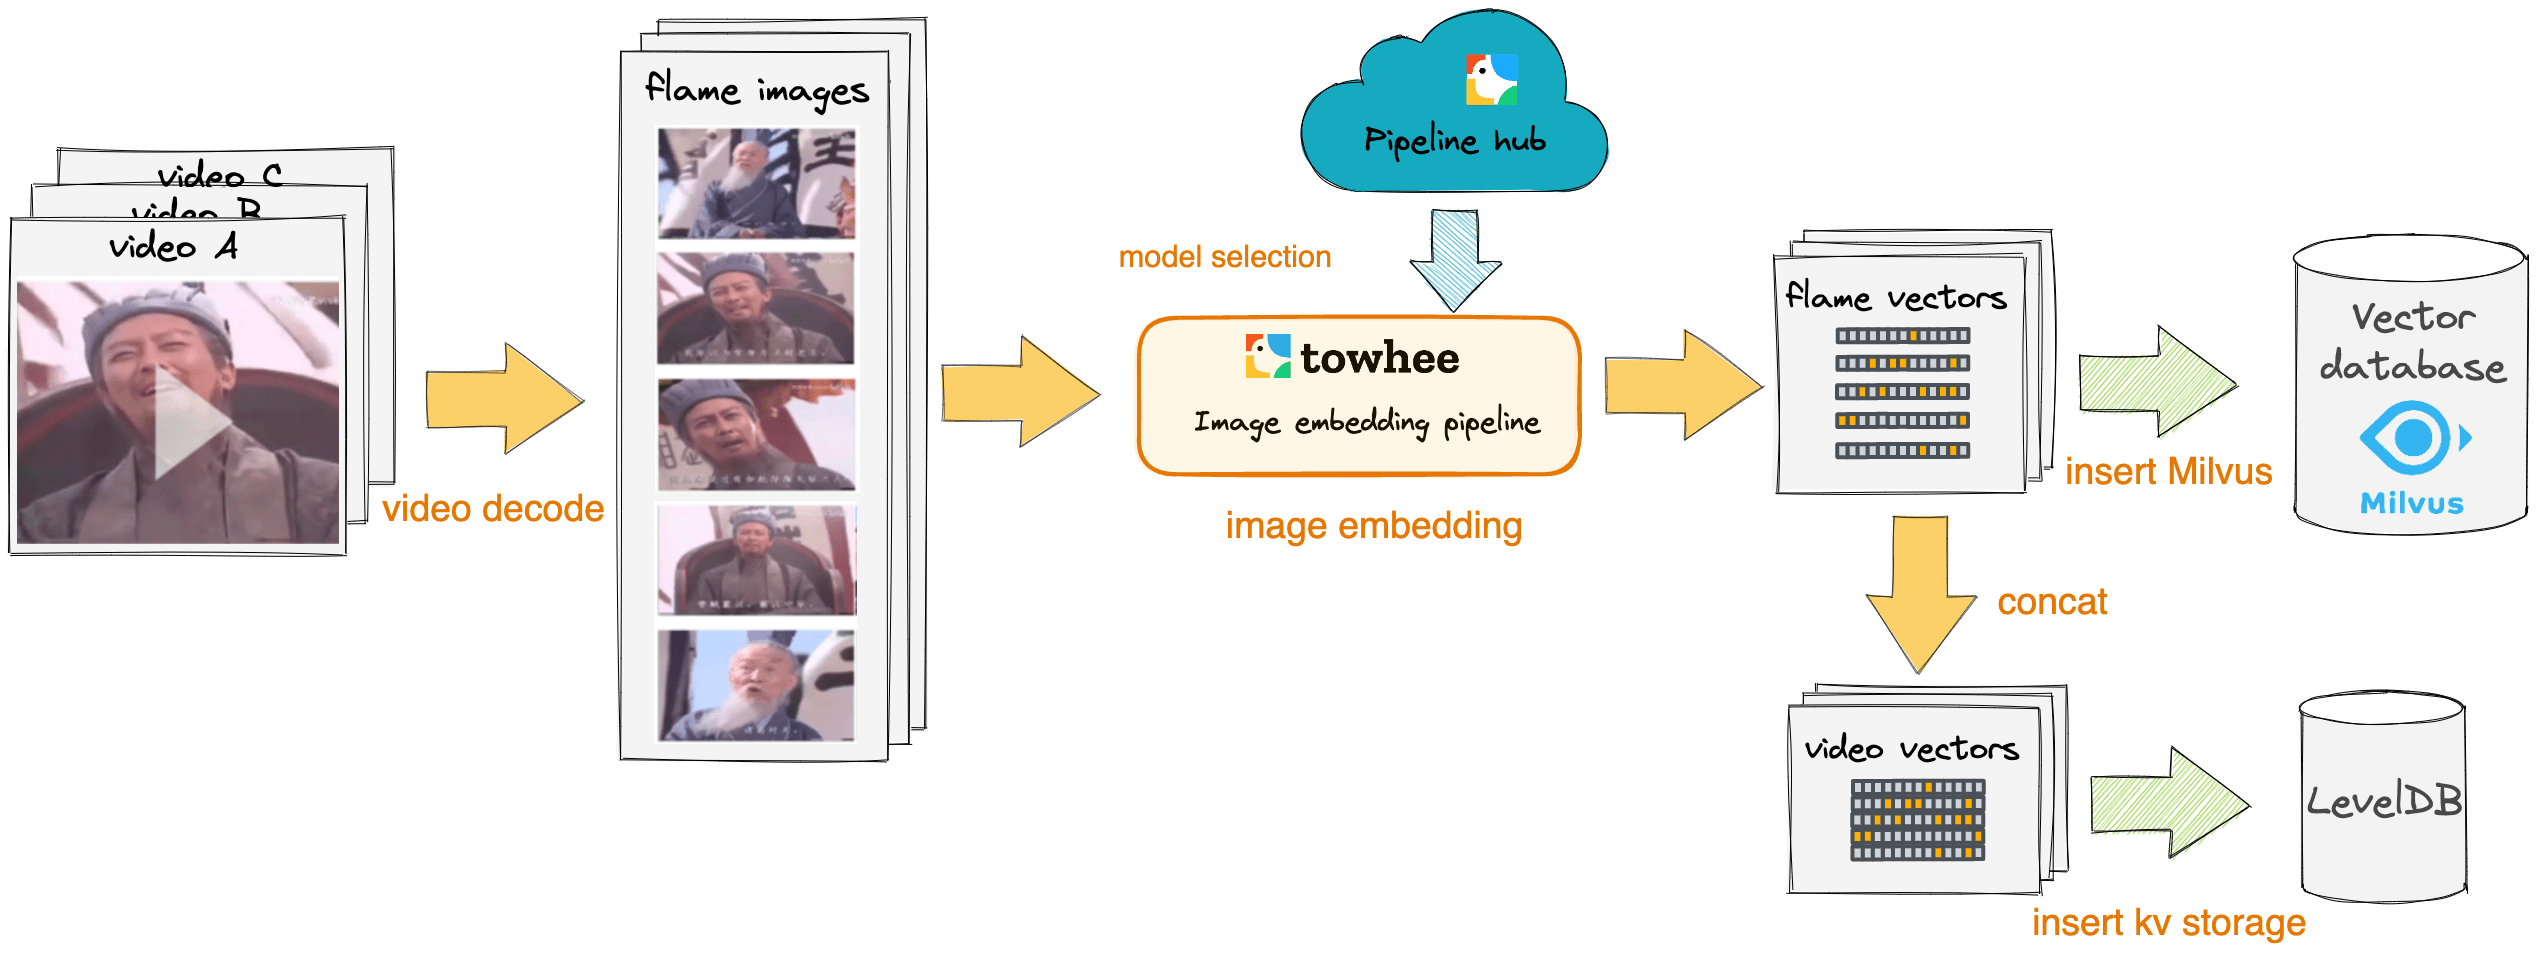 video C
video B
video A
video decode
flame images
王
Pipeline hub
model selection
towhee
Image embedding pipeline
image embedding
flame vectors
insert Milvus
Vector
database
Milvus
concat
video vectors
insert kv storage
LevelDB